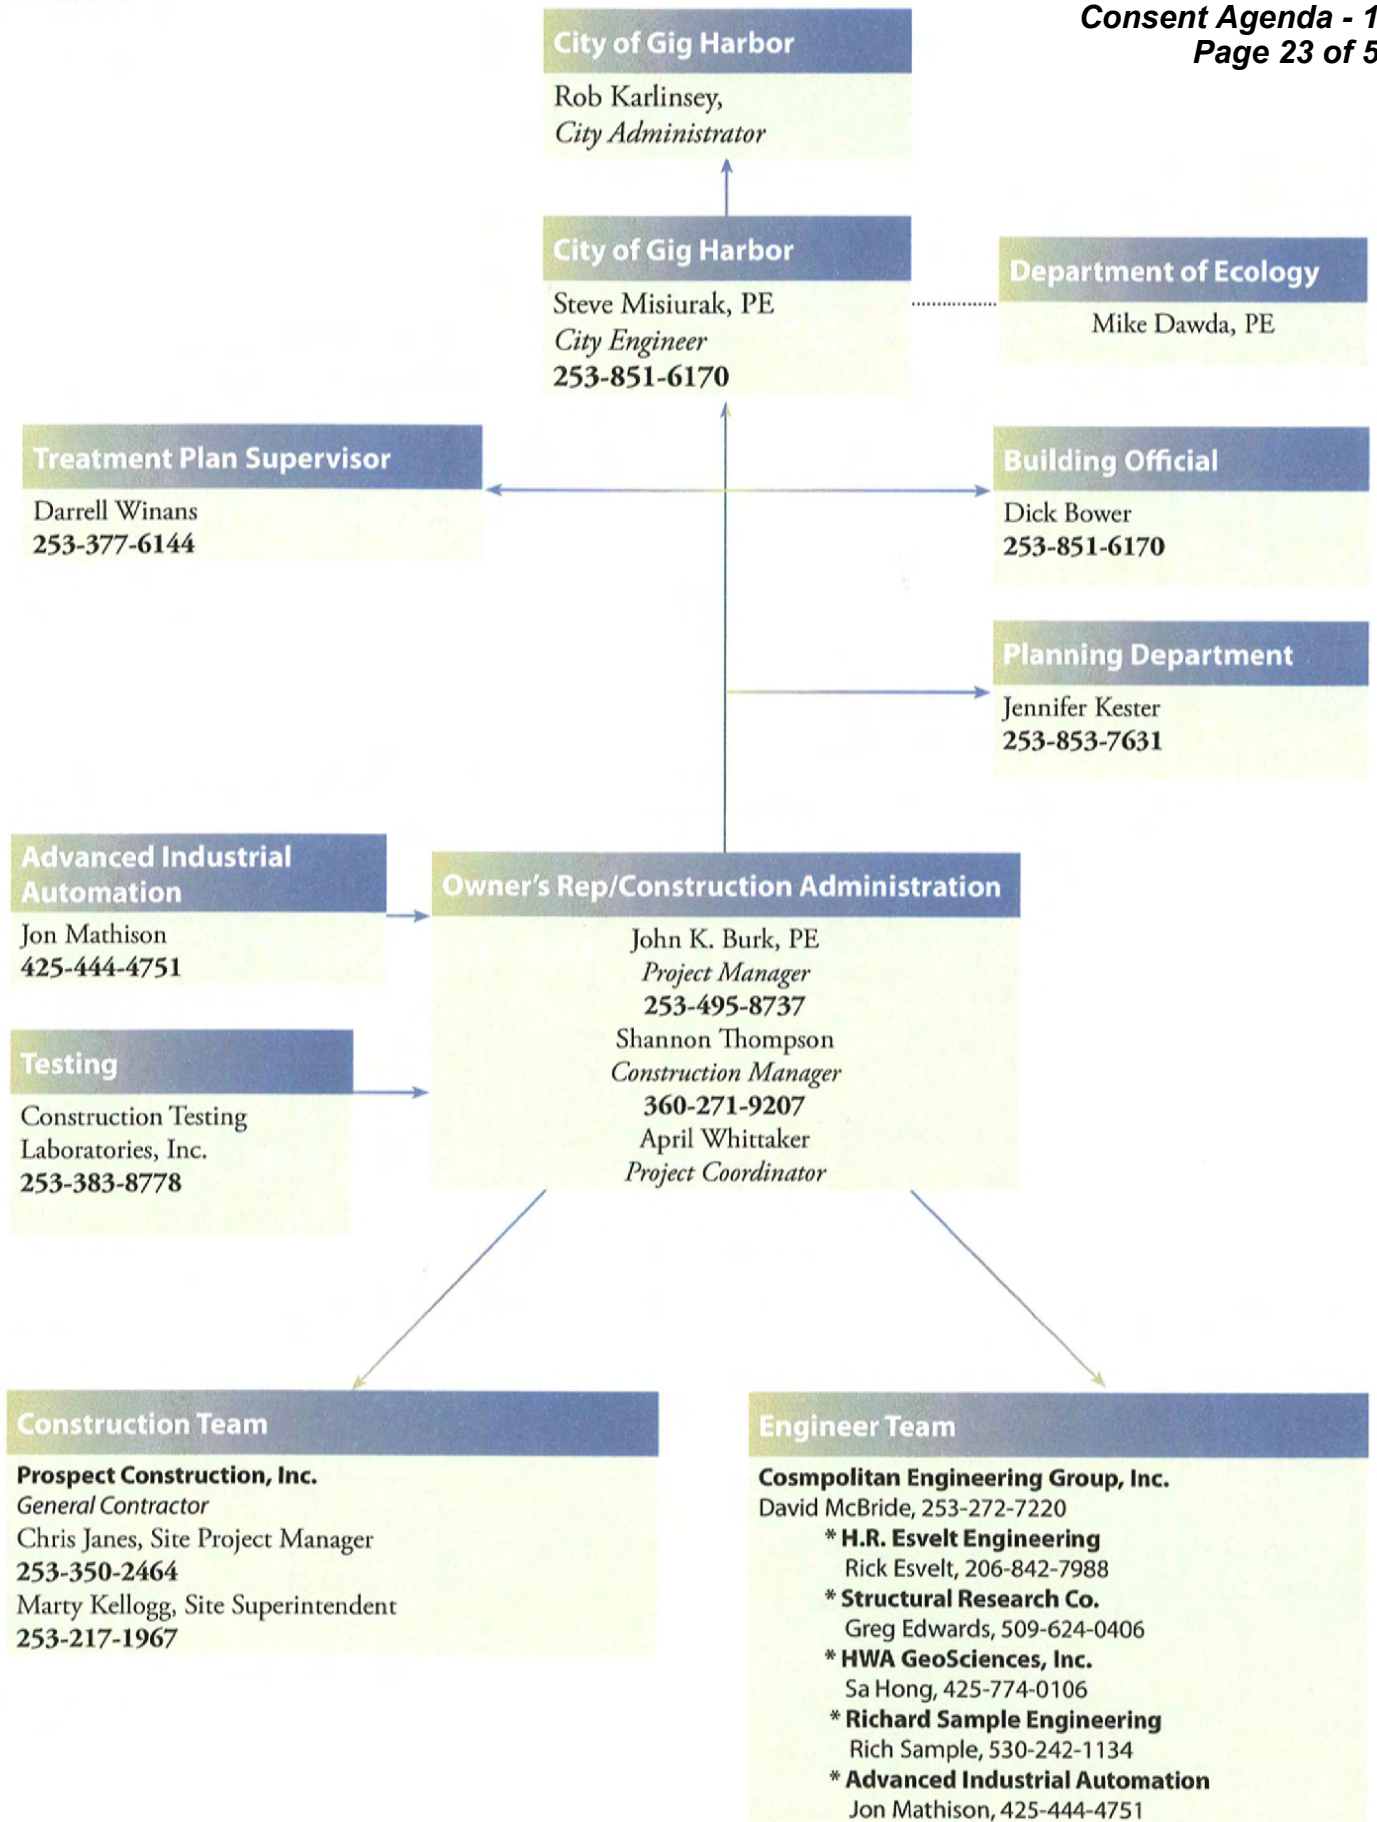 Consent Agenda - 1
Page 23 of 5
City of Gig Harbor
Rob Karlinsey,
City Administrator
City of Gig Harbor
Steve Misiurak, PE
City Engineer
253-851-6170
Department of Ecology
Mike Dawda, PE
Treatment Plan Supervisor
Darrell Winans
253-377-6144
Building Official
Dick Bower
253-851-6170
Planning Department
Jennifer Kester
253-853-7631
Advanced Industrial
Automation
Jon Mathison
425-444-4751
Testing
Construction Testing
Laboratories, Inc.
253-383-8778
Owner's Rep/Construction Administration
John K. Burk, PE
Project Manager
253-495-8737
Shannon Thompson
Construction Manager
360-271-9207
April Whittaker
Project Coordinator
Construction Team
Prospect Construction, Inc.
General Contractor
Chris Janes, Site Project Manager
253-350-2464
Marty Kellogg, Site Superintendent
253-217-1967
Engineer Team
Cosmpolitan Engineering Group, Inc.
David McBride, 253-272-7220
* H.R. Esvelt Engineering
Rick Esvelt, 206-842-7988
* Structural Research Co.
Greg Edwards, 509-624-0406
* HWA GeoSciences, Inc.
Sa Hong, 425-774-0106
* Richard Sample Engineering
Rich Sample, 530-242-1134
* Advanced Industrial Automation
Jon Mathison, 425-444-4751